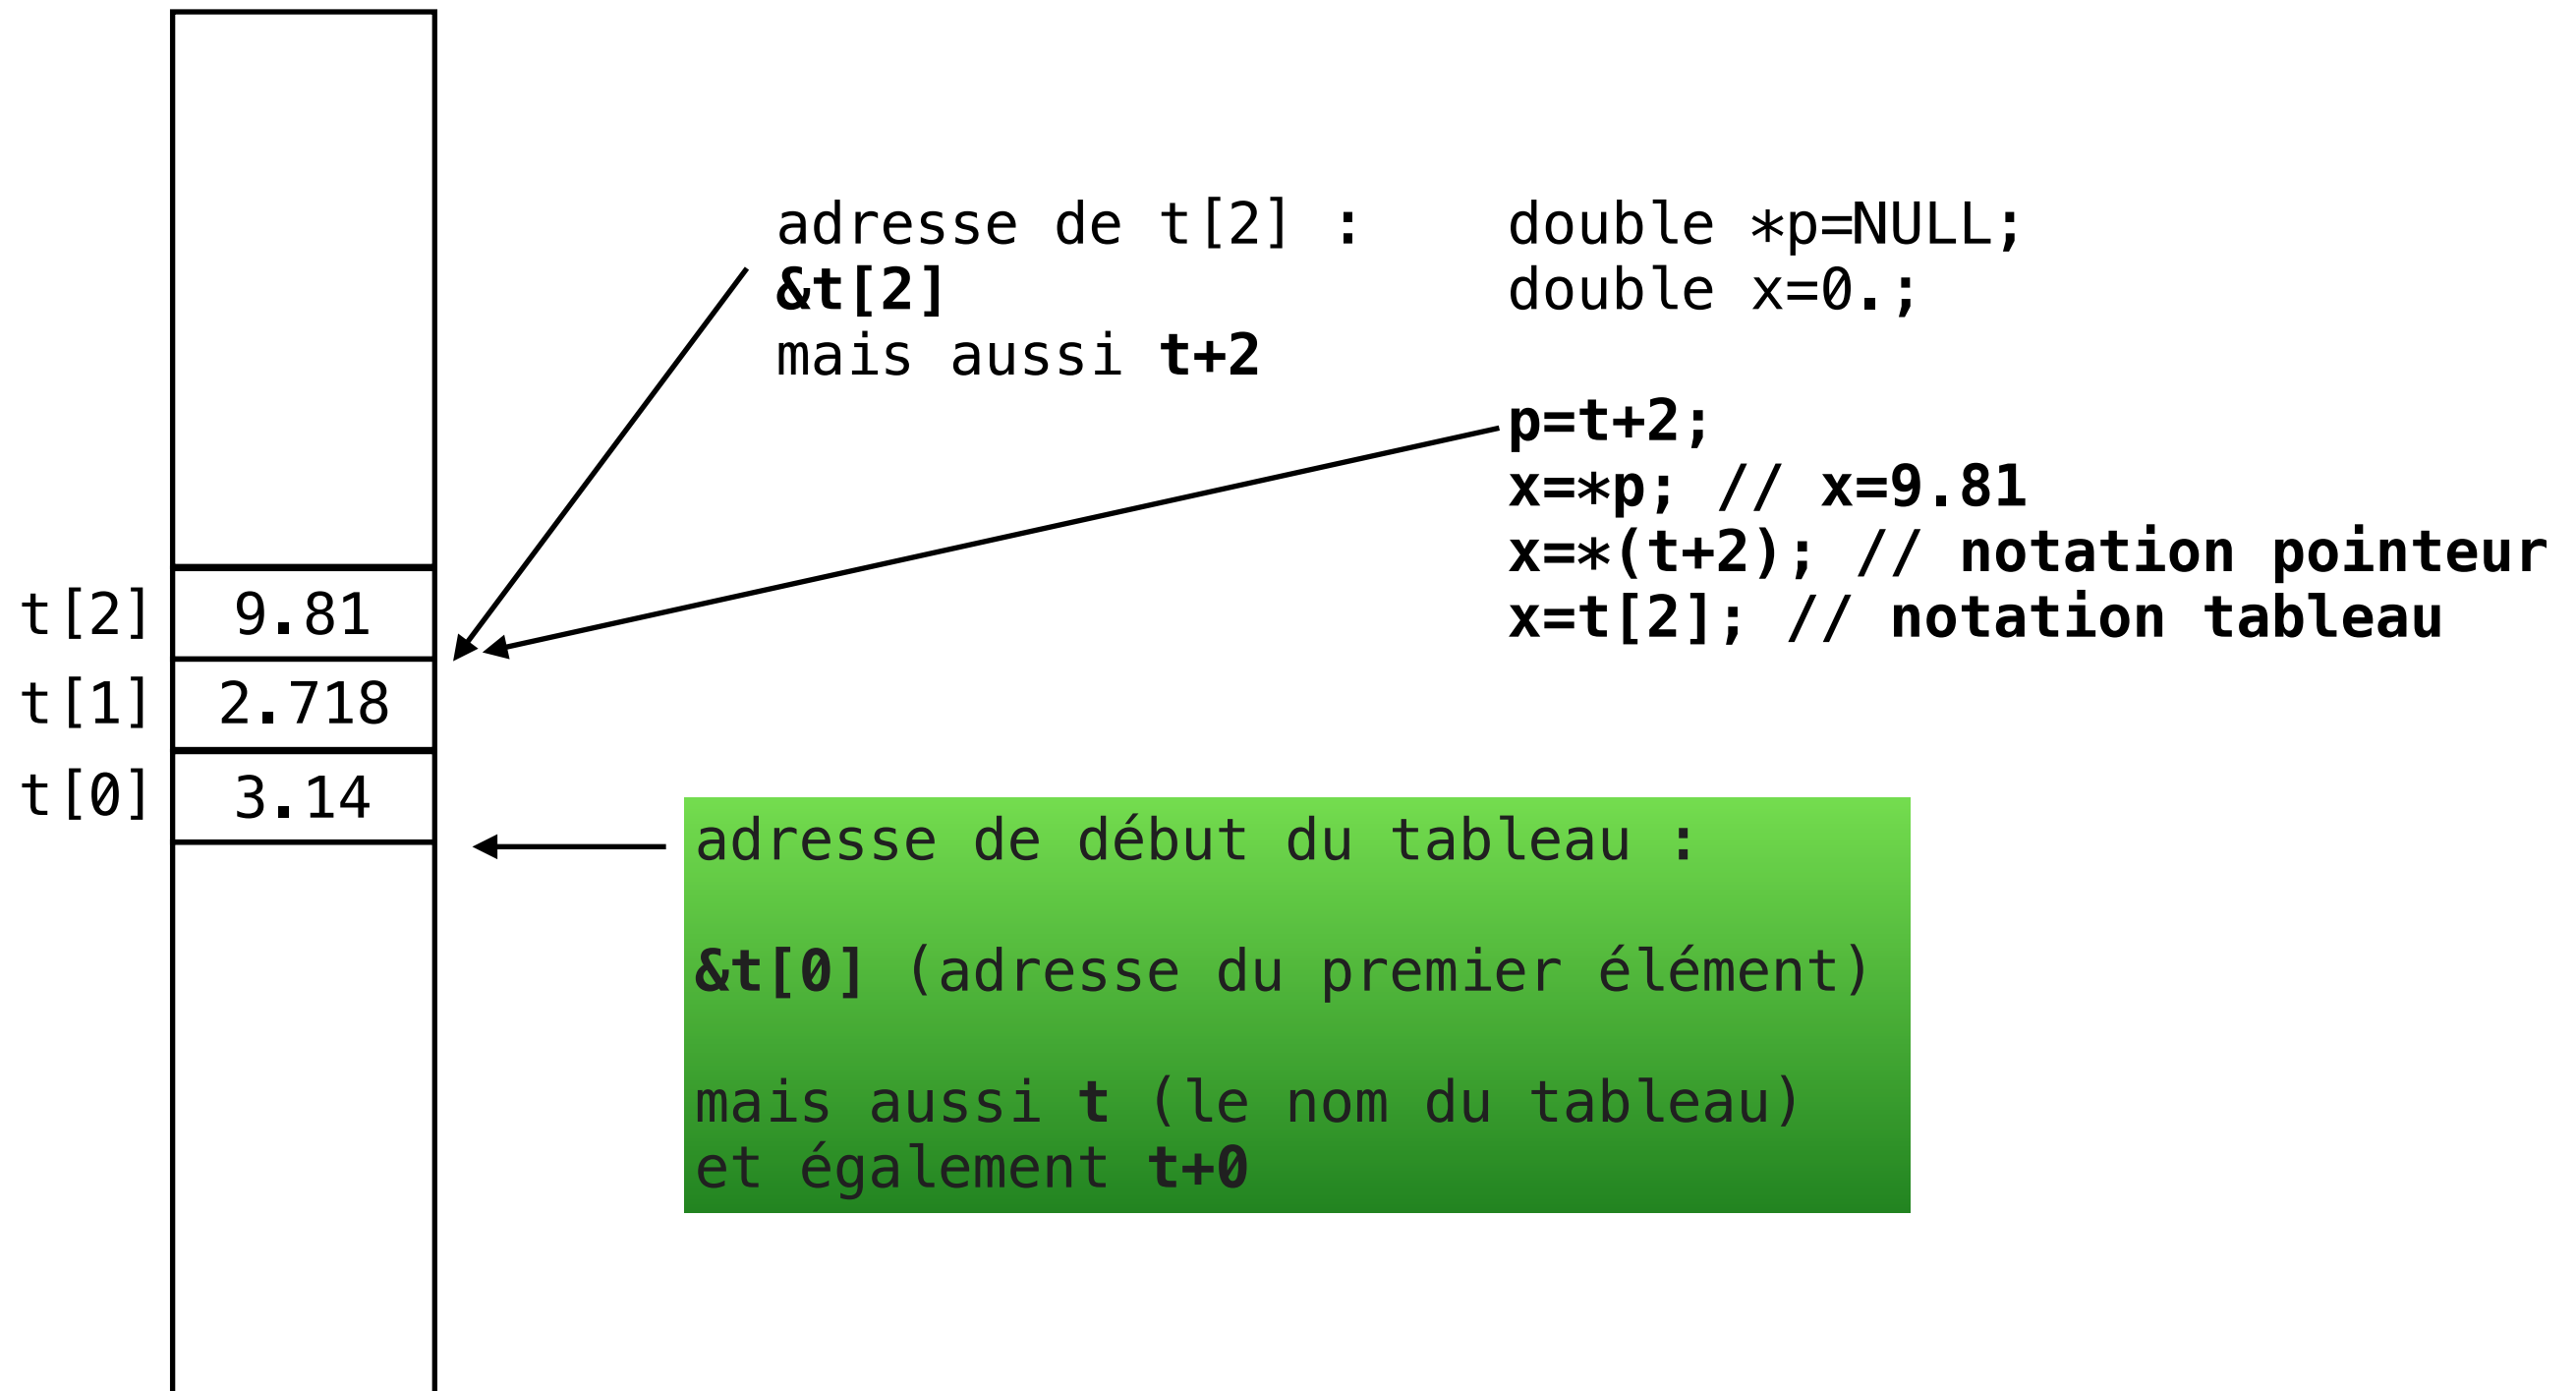 adresse de t[2] :
&t[2]
mais aussi t+2
double *p=NULL;
double x=0.;
p=t+2;
x=*p; // x=9.81
x=*(t+2); // notation pointeur
x=t[2]; // notation tableau
t[2] 9.81
t[1] 2.718
t[0] 3.14
adresse de début du tableau :
&t[0] (adresse du premier élément)
mais aussi t (le nom du tableau)
et également t+0